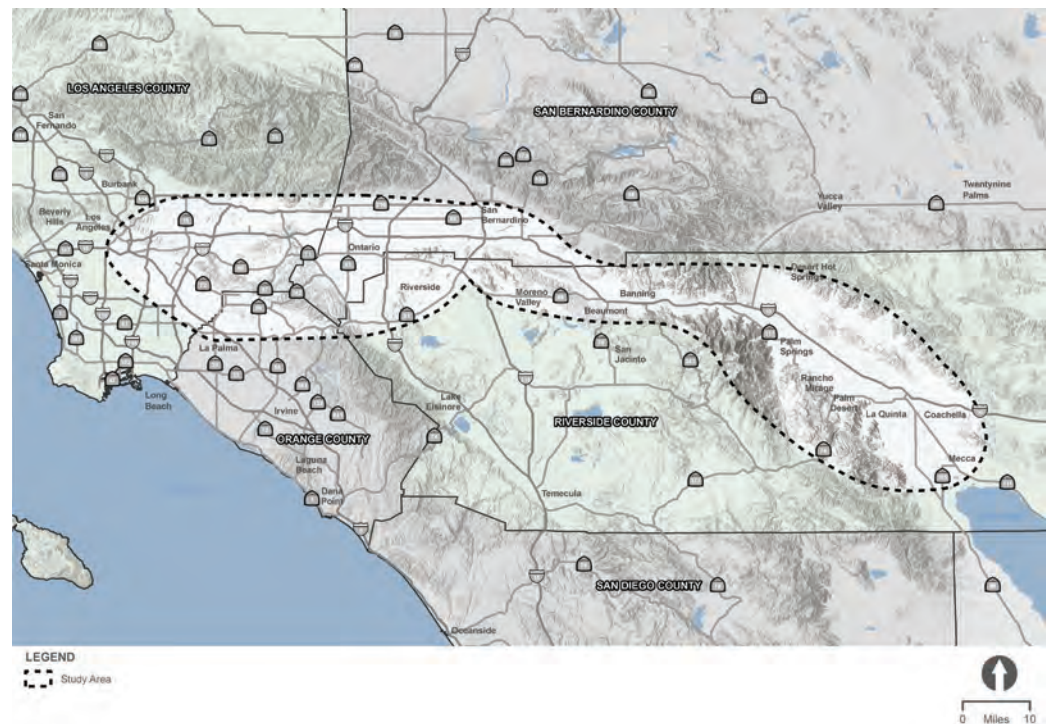 LOS ANGELES COUNTY
San
Fernando
SAN BERNARDINO COUNTY
Burbank
Beverly
Hills
Los
Angeles
Santa Monica
Ontario
San
Bernardino
Yucca
Valley
Twentynine
Palms
Riverside
Moreno
Valley
Banning
Beaumont
Desert Hot
Springs
La Palma
San
Jacinto
Palm
Springs
Long
Beach
Irvine
ORANGE COUNTY
Lake
Elsinore
RIVERSIDE COUNTY
Rancho
Mirage
Palm
Desert
La Quinta
Coachella
Laguna
Beach
Dana
Point
Mecca
Temecula
SAN DIEGO COUNTY
Oceanside
LEGEND
Study Area
0 Miles 10